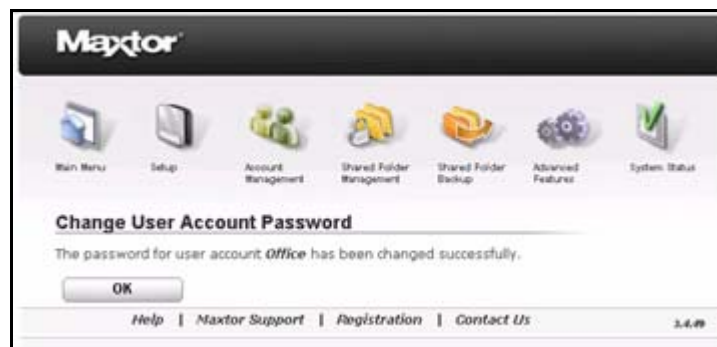 Maxtor
Main Menu
Setup
Account Management
Shared Folder Management
Shared Folder Backup
Advanced Features
System Status
Change User Account Password
The password for user account Office has been changed successfully.
OK
Help | Maxtor Support | Registration | Contact Us